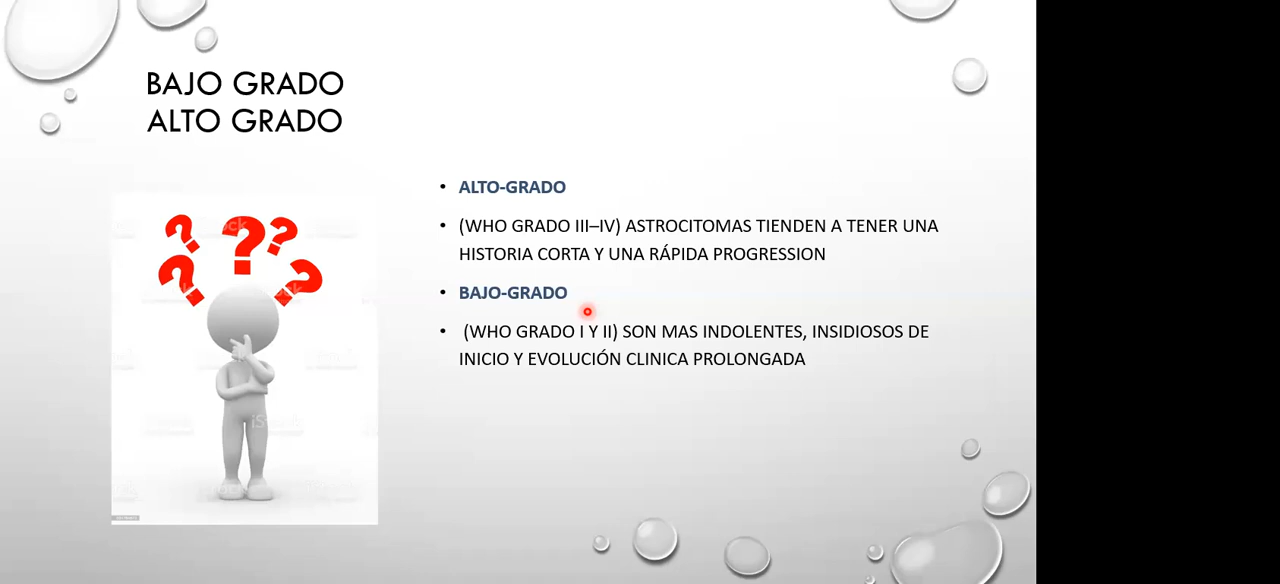 BAJO GRADO
ALTO GRADO
• ALTO-GRADO
• (WHO GRADO III–IV) ASTROCITOMAS TIENDEN A TENER UNA
HISTORIA CORTA Y UNA RÁPIDA PROGRESSION
• BAJO-GRADO
• (WHO GRADO I Y II) SON MAS INDOLENTES, INSIDIOSOS DE
INICIO Y EVOLUCIÓN CLINICA PROLONGADA